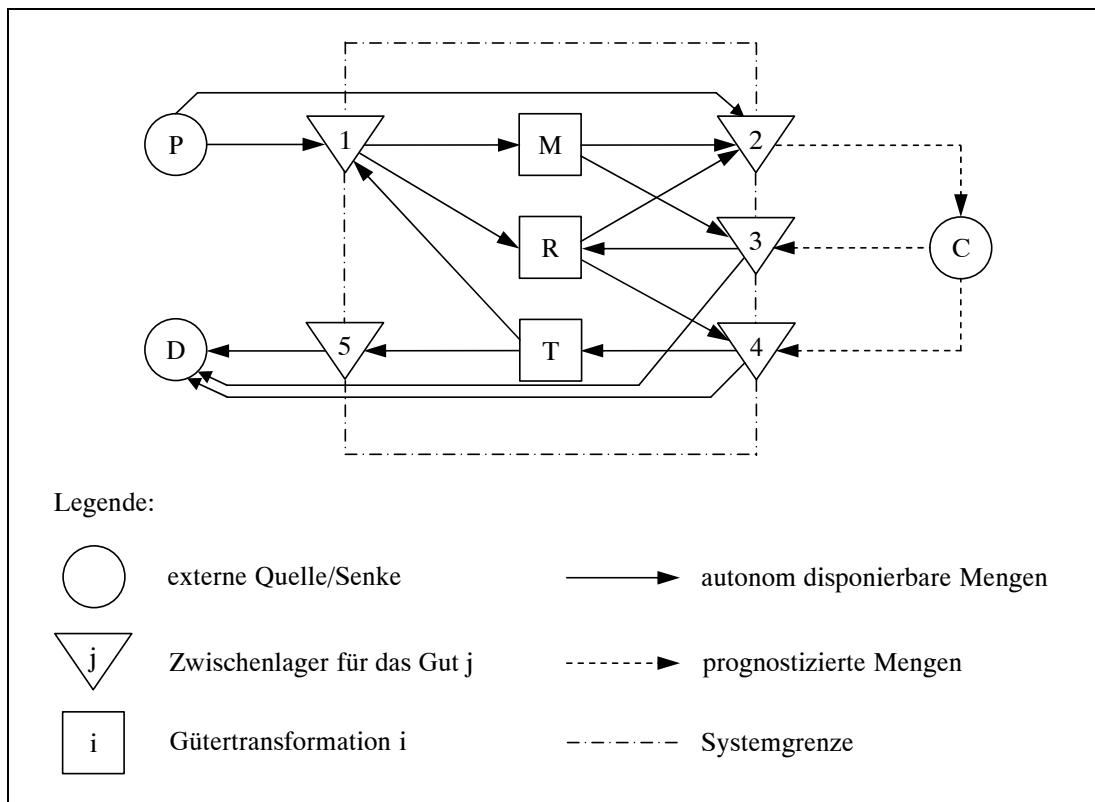 P
1
M
2
R
3
C
D
5
T
4
Legende:
externe Quelle/Senke
autonom disponierbare Mengen
j
Zwischenlager für das Gut j
prognostizierte Mengen
i
Gütertransformation i
Systemgrenze